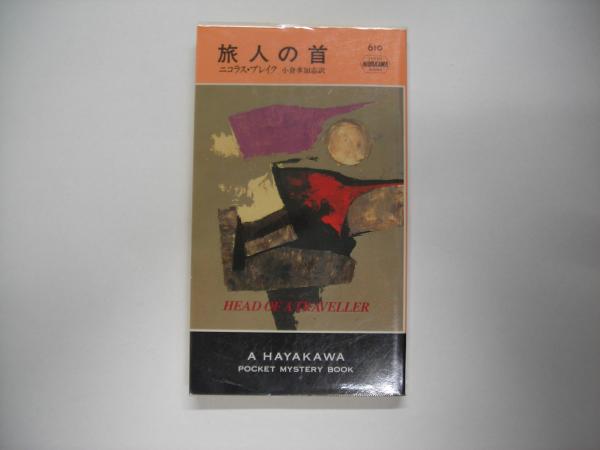 旅人の首
610
ニコラス・ブレイク 小倉多加志訳
HAYAKAWA
HEAD OF A TRAVELLER
A HAYAKAWA
POCKET MYSTERY BOOK